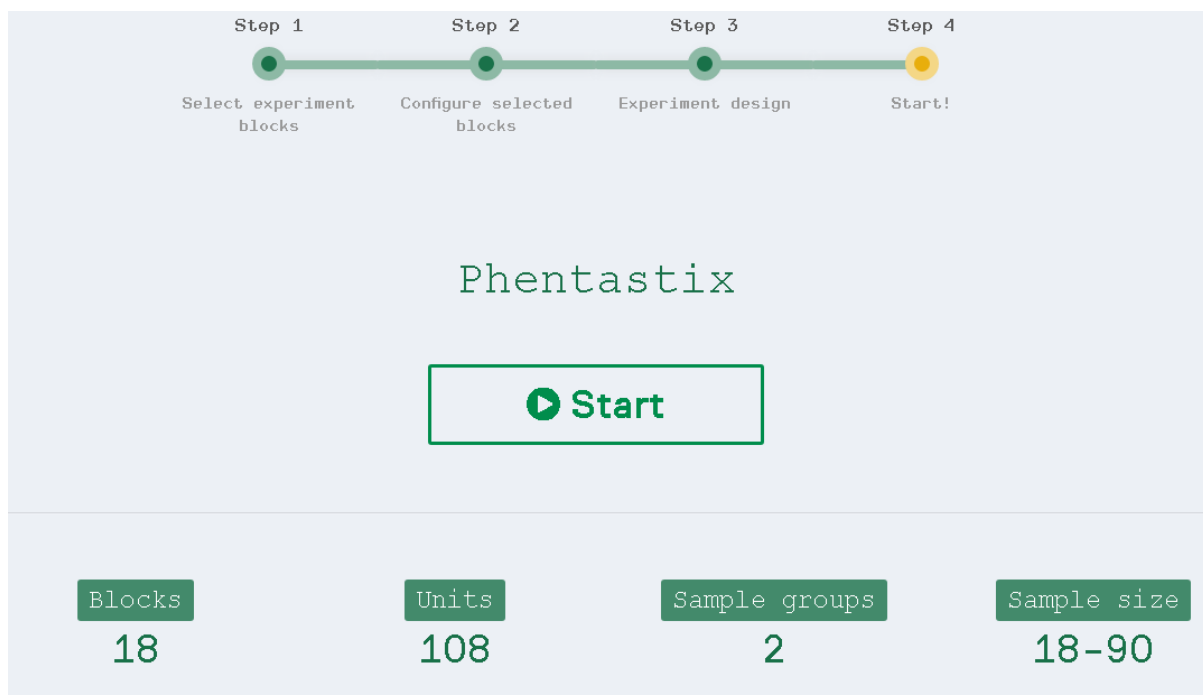 Step 1 Step 2 Step 3 Step 4
Select experiment blocks
Configure selected blocks
Experiment design
Start!
Phentastix
Start
Blocks Units Sample groups Sample size
18 108 2 18-90